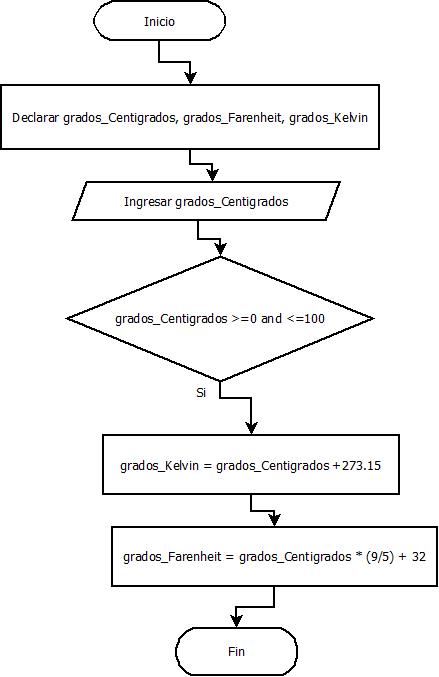 Inicio
Declarar grados_Centigrados, grados_Farenheit, grados_Kelvin
Ingresar grados_Centigrados
grados_Centigrados >=0 and <=100
Si
grados_Kelvin = grados_Centigrados +273.15
grados_Farenheit = grados_Centigrados * (9/5) + 32
Fin